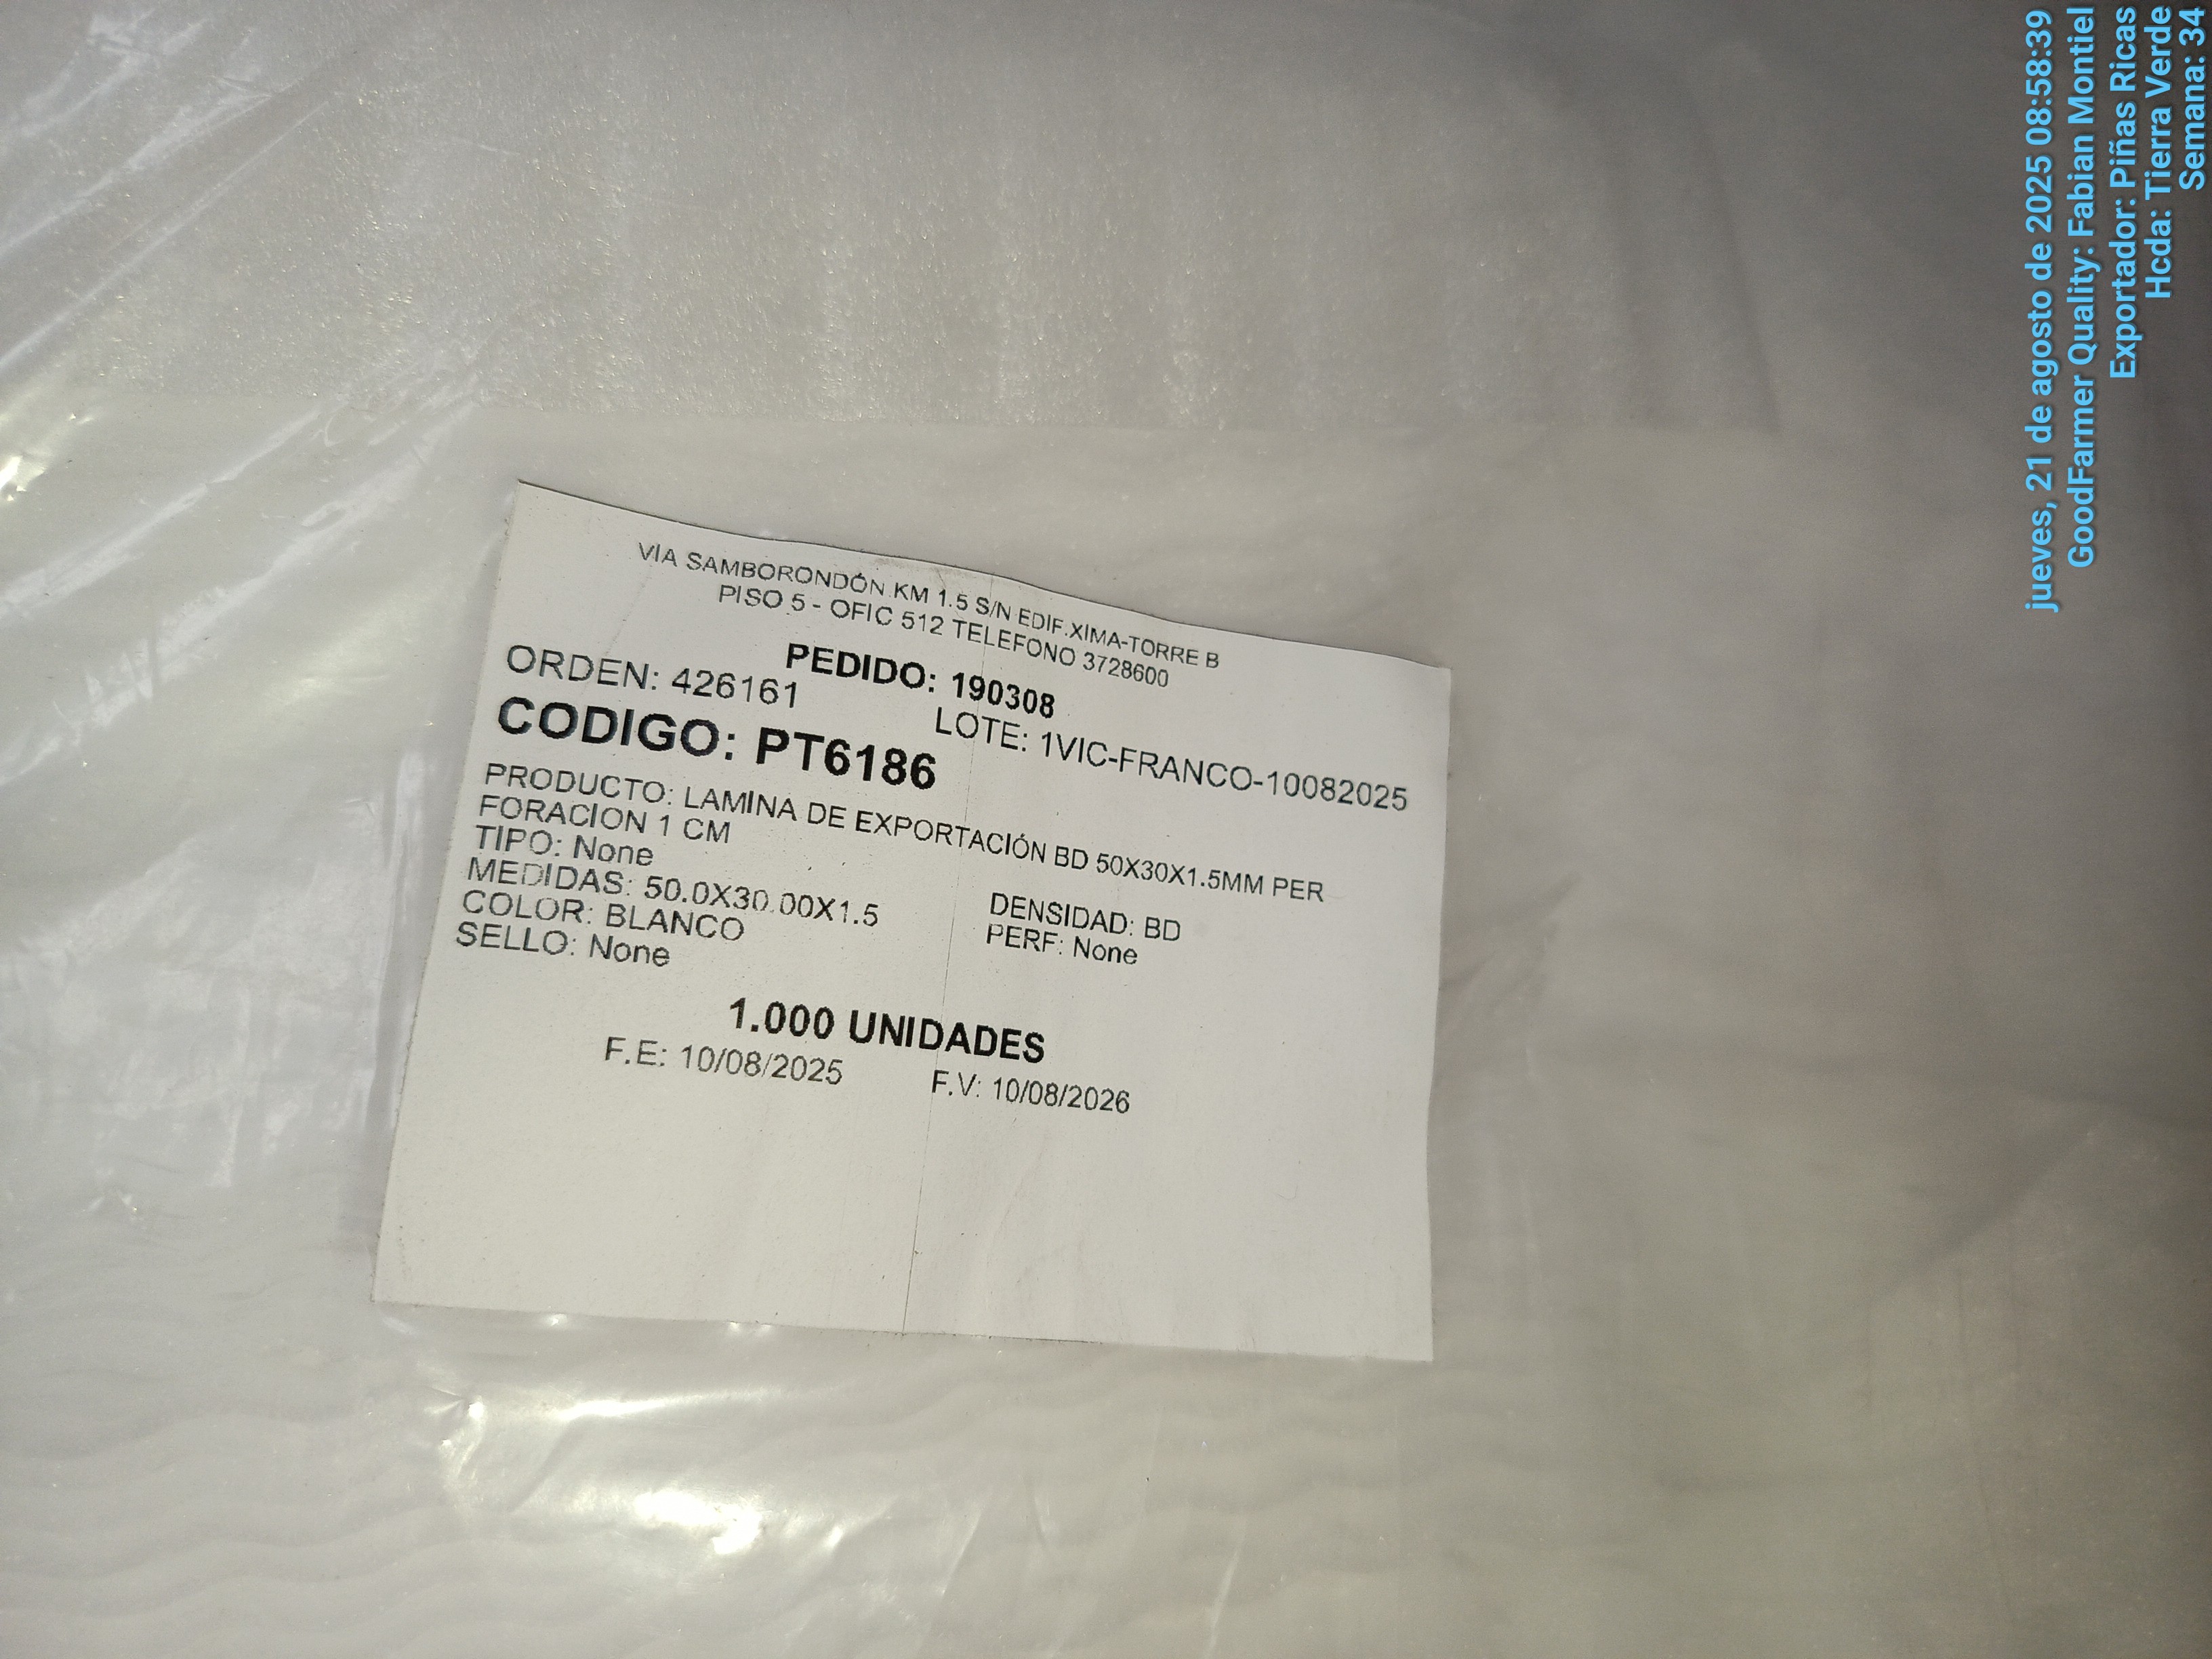 VIA SAMBORONDÓN KM 1.5 S/N EDIF.XIMA-TORRE B
PISO 5 - OFIC 512 TELEFONO 3728600
PEDIDO: 190308
ORDEN: 426161
LOTE: 1VIC-FRANCO-10082025
CODIGO: PT6186
PRODUCTO: LAMINA DE EXPORTACIÓN BD 50X30X1.5MM PER
FORACION 1 CM
TIPO: None
MEDIDAS: 50.0X30.00X1.5
DENSIDAD: BD
COLOR: BLANCO
PERF: None
SELLO: None
1.000 UNIDADES
F.E: 10/08/2025 F.V: 10/08/2026
jueves, 21 de agosto de 2025 08:58:39
GoodFarmer Quality: Fabian Montiel
Exportador: Piñas Ricas
Hcda: Tierra Verde
Semana: 34